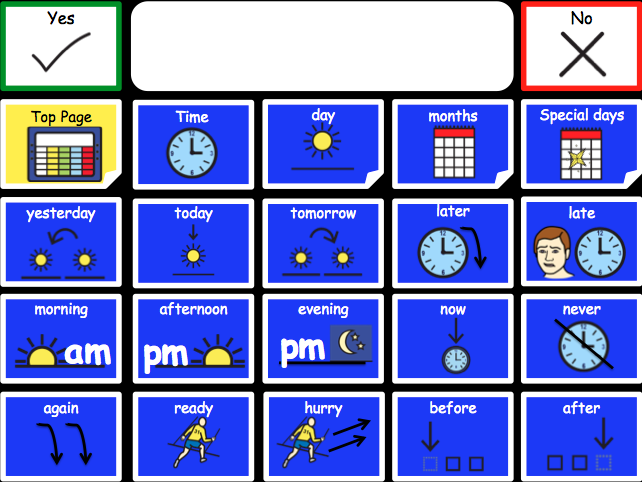 Yes
No
Top Page
Time
day
months
Special days
yesterday
today
tomorrow
later
late
morning
am
afternoon
pm
evening
pm
now
never
again
ready
hurry
before
after